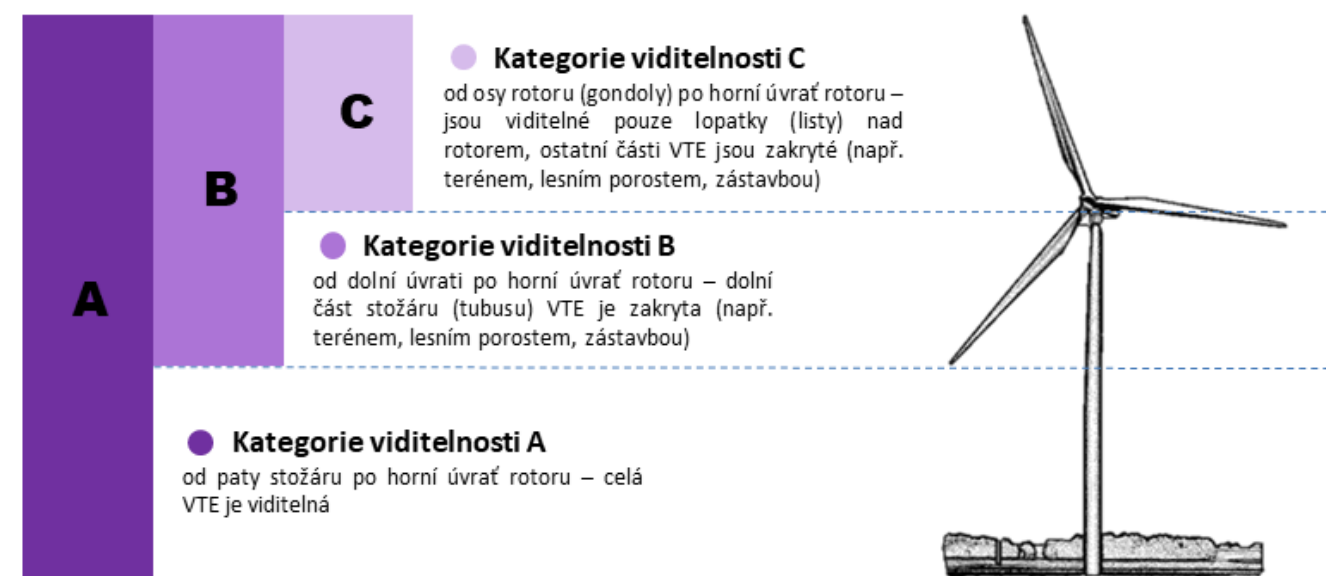 C
Kategorie viditelnosti C
od osy rotoru (gondoly) po horní úvrať rotoru –
jsou viditelné pouze lopatky (listy) nad
rotorem, ostatní části VTE jsou zakryté (např.
terénem, lesním porostem, zástavbou)
B
Kategorie viditelnosti B
od dolní úvrati po horní úvrať rotoru – dolní
část stožáru (tubusu) VTE je zakryta (např.
terénem, lesním porostem, zástavbou)
A
Kategorie viditelnosti A
od paty stožáru po horní úvrať rotoru – celá
VTE je viditelná